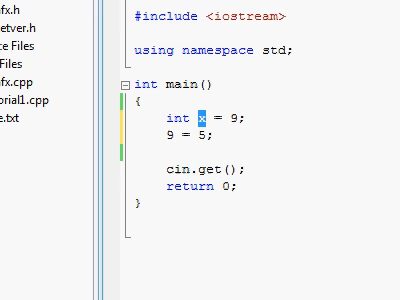 fx.h
etver.h
e Files
Files
fx.cpp
orial1.cpp
e.txt
#include <iostream>
using namespace std;
int main()
{
int x = 9;
9 = 5;
cin.get();
return 0;
}